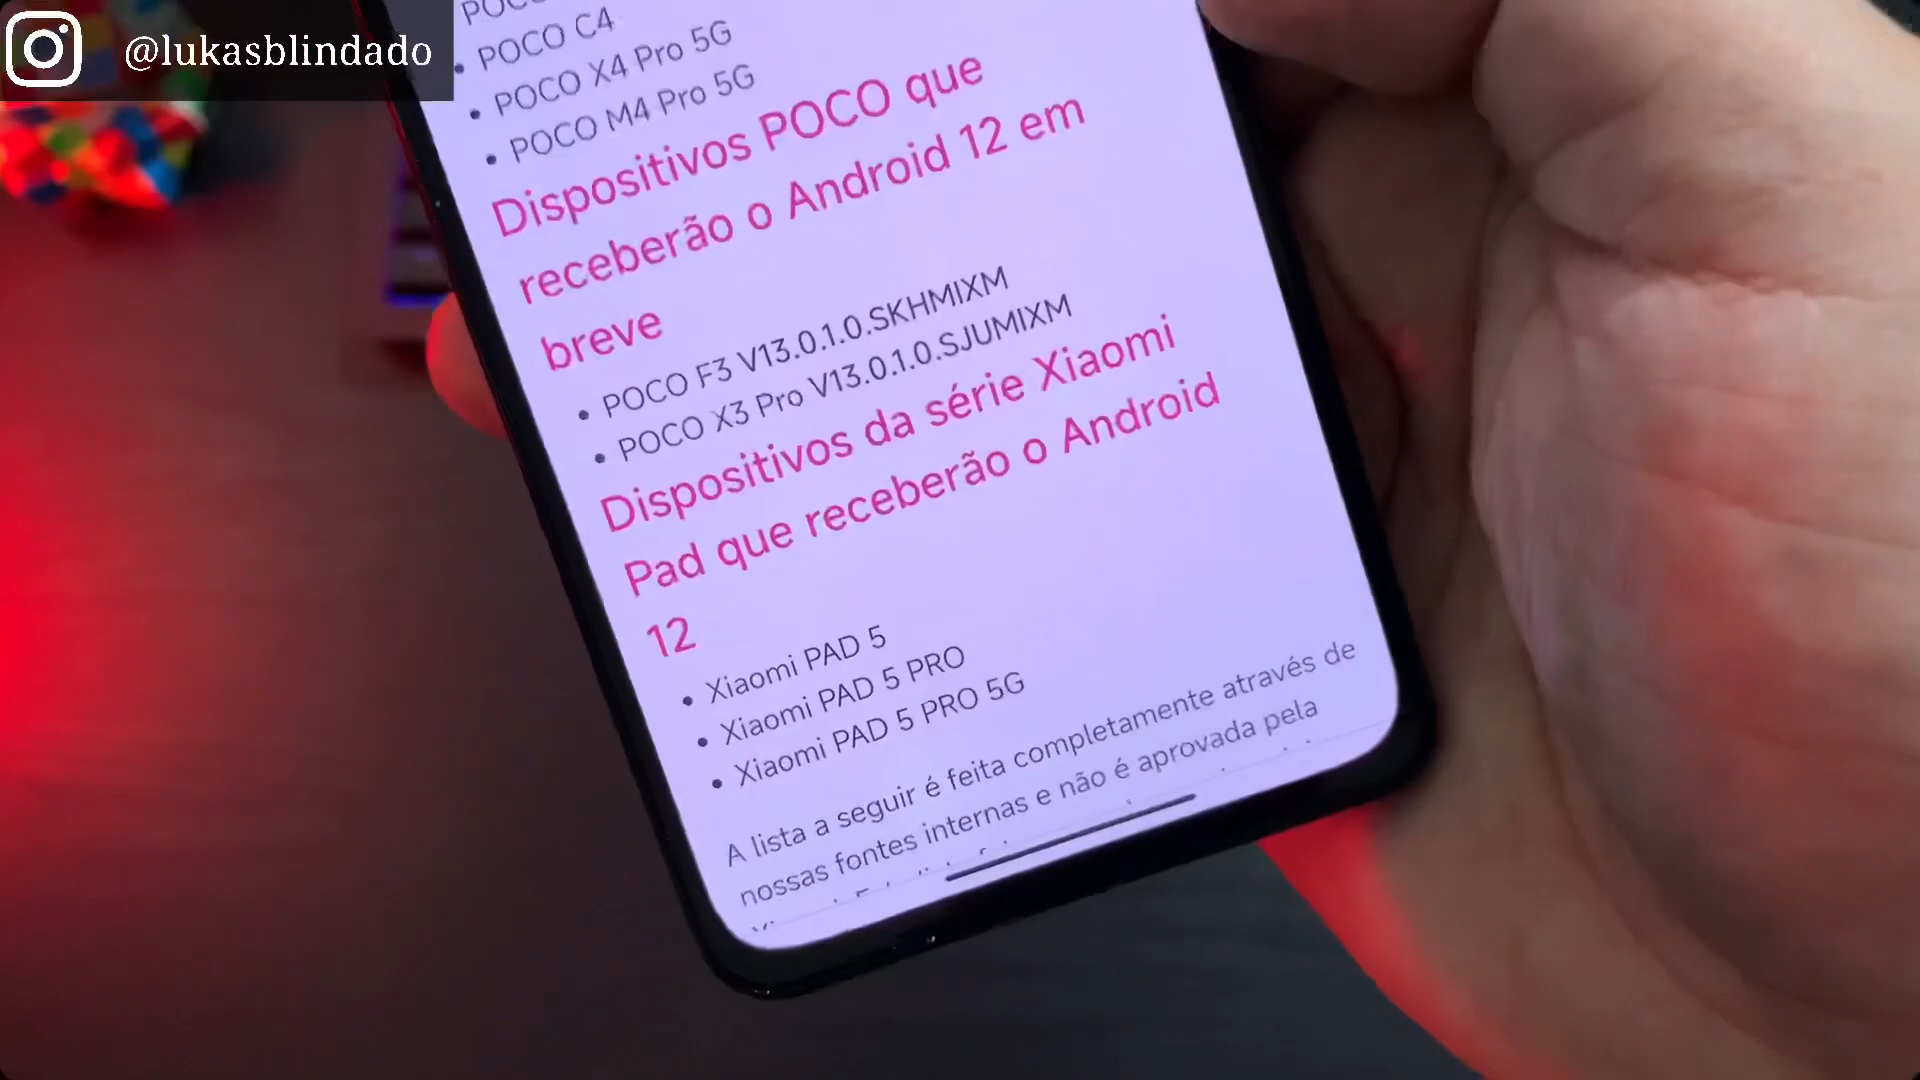 @lukasblindado
• POCO C4
• POCO X4 Pro 5G
• POCO M4 Pro 5G
Dispositivos POCO que
receberão o Android 12 em
breve
• POCO F3 V13.0.1.0.SKHMIXM
• POCO X3 Pro V13.0.1.0.SJUMIXM
Dispositivos da série Xiaomi
Pad que receberão o Android
12
• Xiaomi PAD 5
• Xiaomi PAD 5 PRO
• Xiaomi PAD 5 PRO 5G
A lista a seguir é feita completamente através de
nossas fontes internas e não é aprovada pela